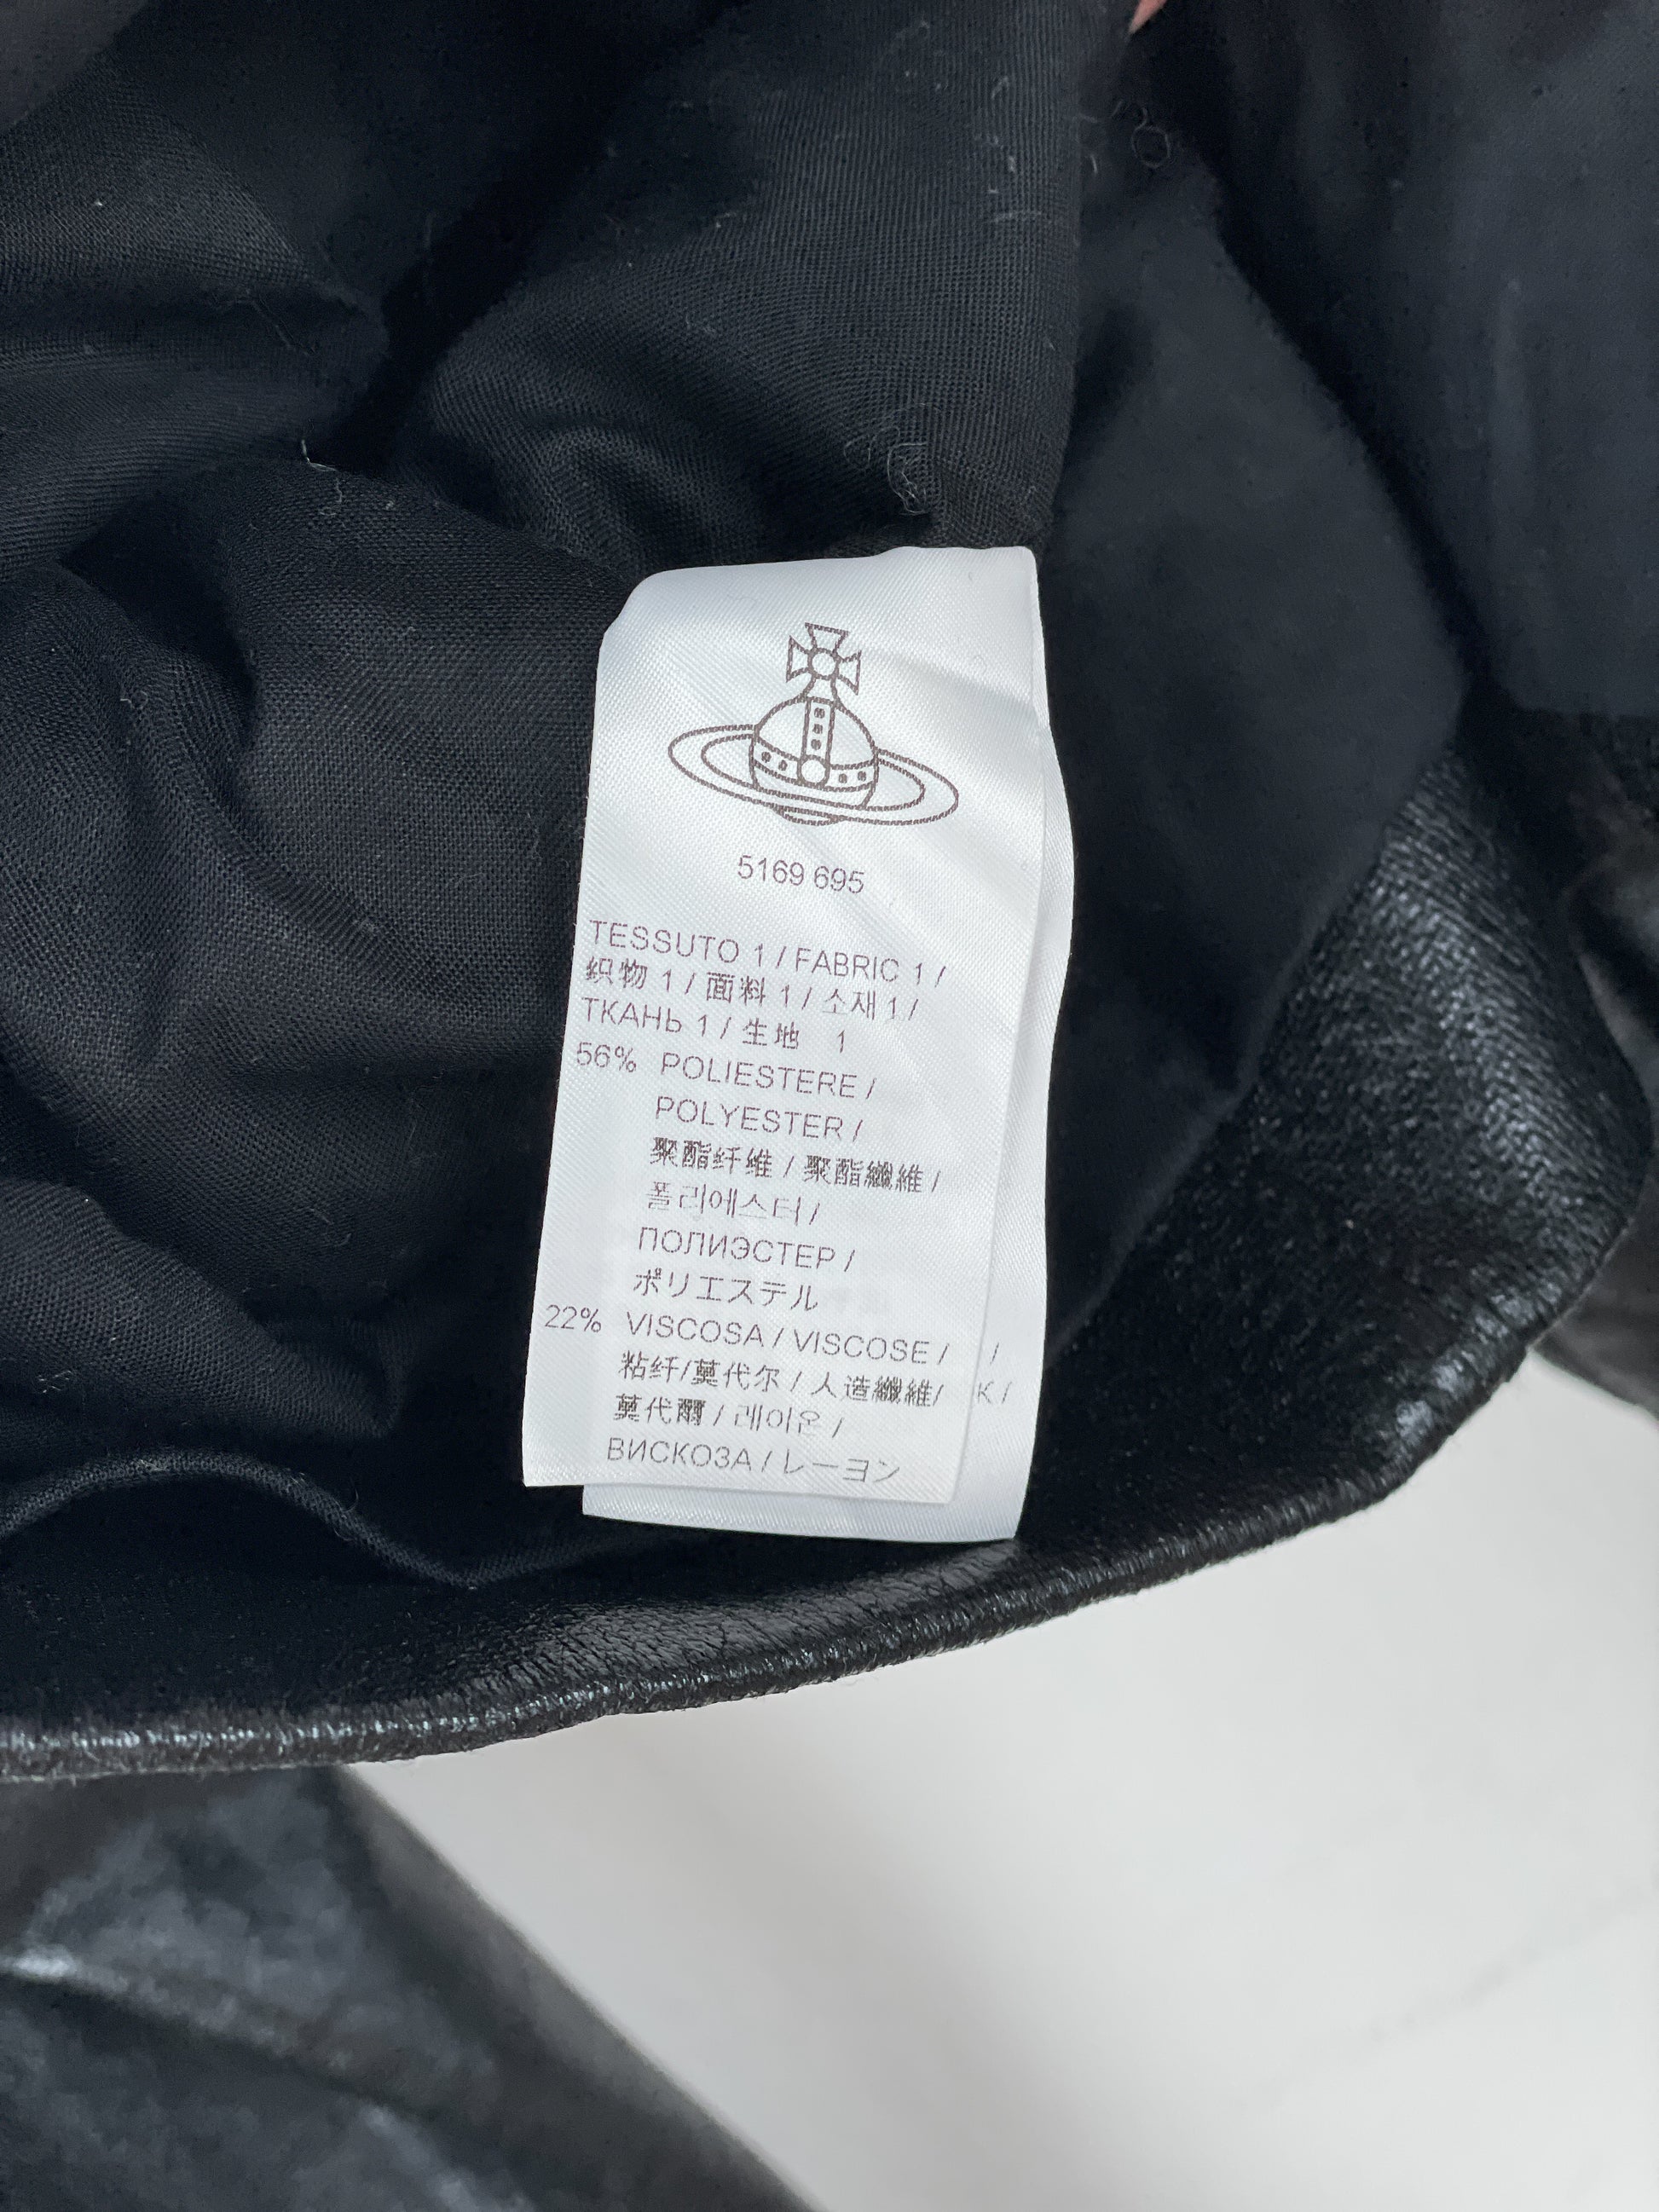 5169 695
TESSUTO 1 / FABRIC 1 /
织物 1 / 面料 1 / 소재 1 /
ТКАНЬ 1 / 生地 1
56% POLIESTERE /
POLYESTER /
聚酯纤维 / 聚酯纖維 /
폴리에스터 /
ПОЛИЭСТЕР /
ポリエステル
22% VISCOSA / VISCOSE / /
粘纤/莫代尔 / 人造纖維/ K /
莫代爾 / 레이온 /
ВИСКОЗА / レーヨン